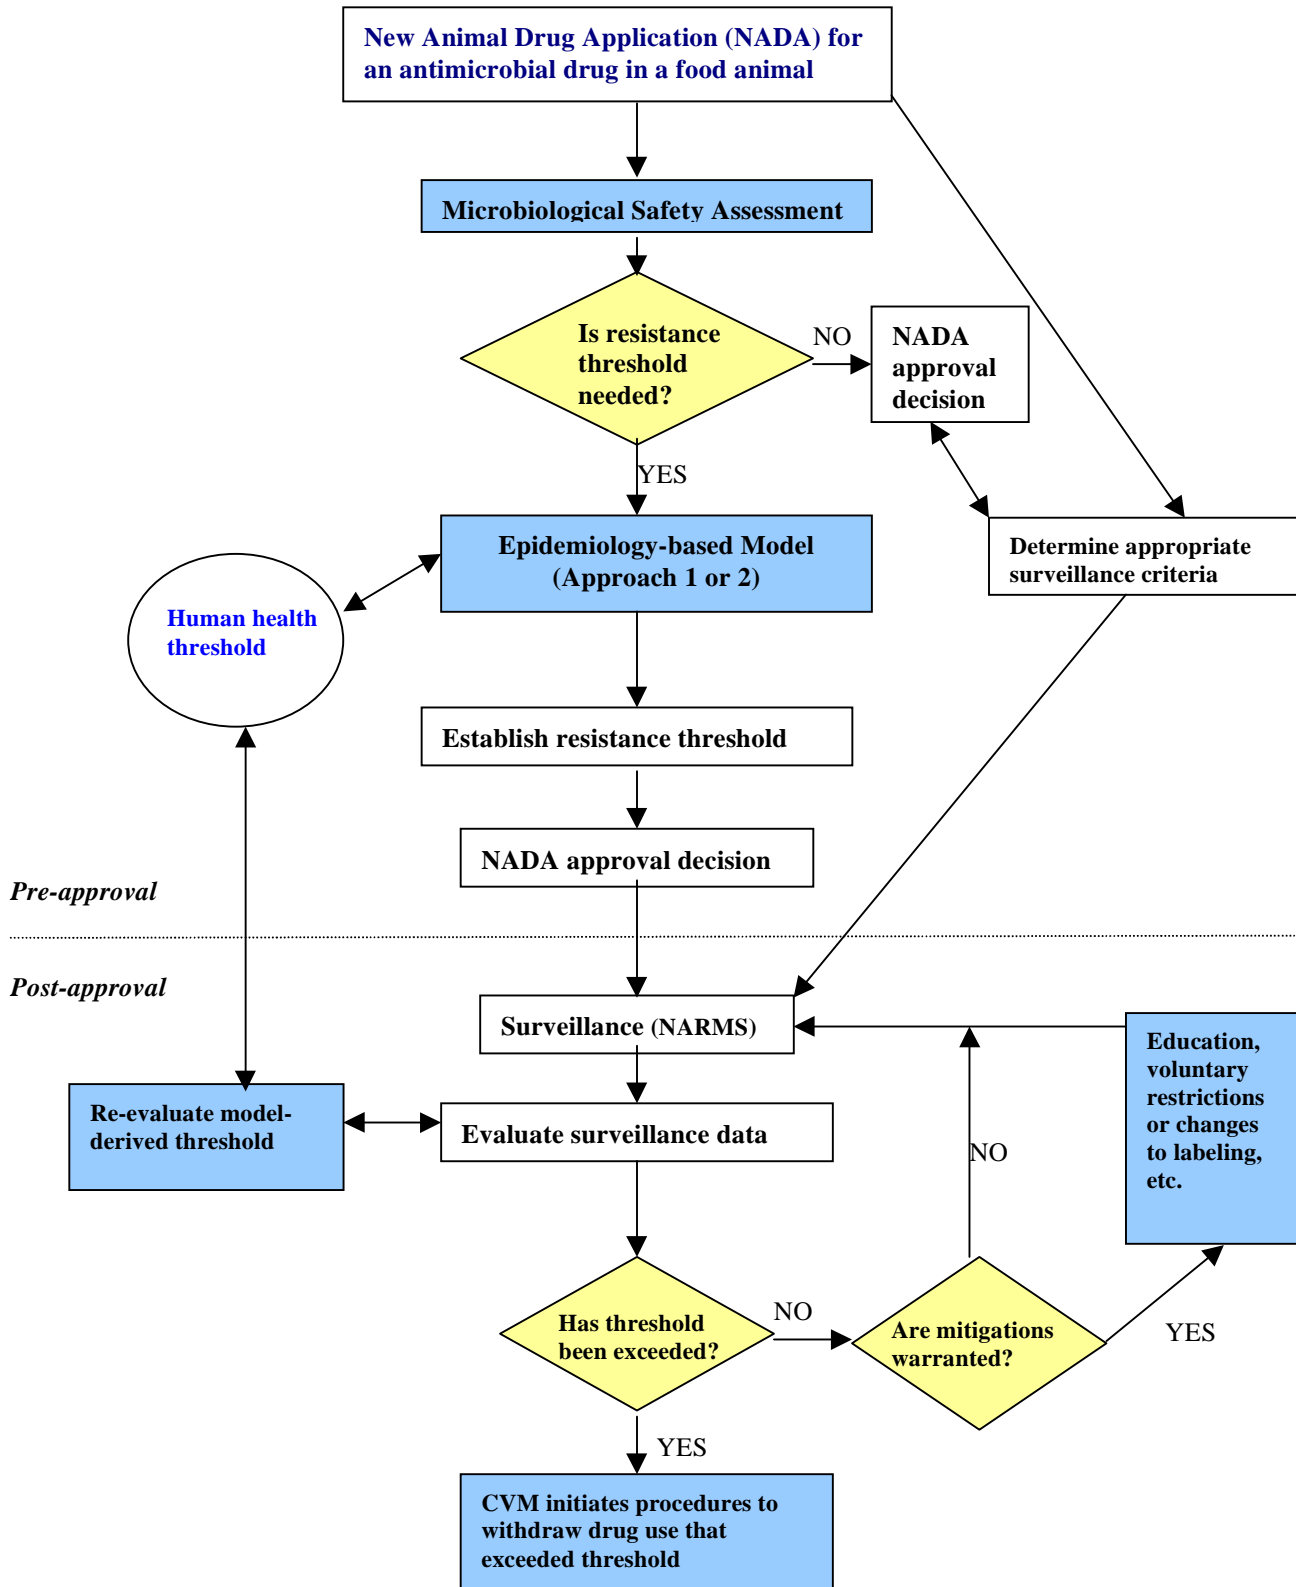 New Animal Drug Application (NADA) for
an antimicrobial drug in a food animal
Microbiological Safety Assessment
Is resistance
threshold
needed?
NO
NADA
approval
decision
YES
Epidemiology-based Model
(Approach 1 or 2)
Determine appropriate
surveillance criteria
Human health
threshold
Establish resistance threshold
NADA approval decision
Pre-approval
Post-approval
Surveillance (NARMS)
Education,
voluntary
restrictions
or changes
to labeling,
etc.
Re-evaluate model-
derived threshold
Evaluate surveillance data
NO
Has threshold
been exceeded?
NO
Are mitigations
warranted?
YES
YES
CVM initiates procedures to
withdraw drug use that
exceeded threshold